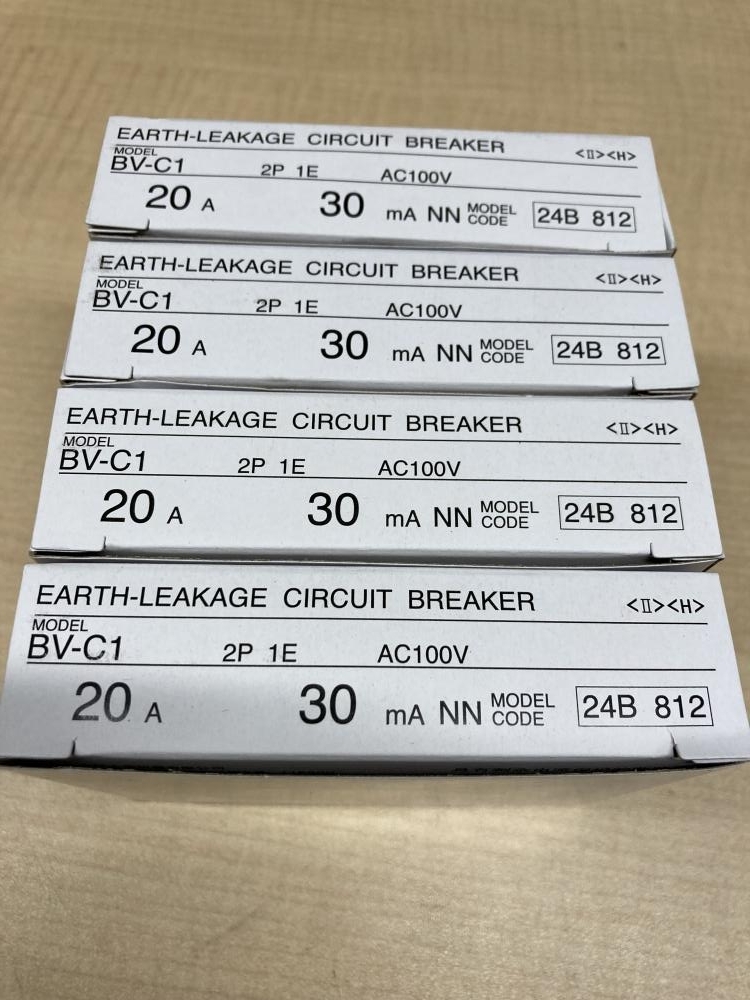 EARTH-LEAKAGE CIRCUIT BREAKER <Ⅱ><H>
MODEL
BV-C1 2P 1E AC100V
20 A 30 mA NN MODEL CODE 24B 812
EARTH-LEAKAGE CIRCUIT BREAKER <Ⅱ><H>
MODEL
BV-C1 2P 1E AC100V
20 A 30 mA NN MODEL CODE 24B 812
EARTH-LEAKAGE CIRCUIT BREAKER <Ⅱ><H>
MODEL
BV-C1 2P 1E AC100V
20 A 30 mA NN MODEL CODE 24B 812
EARTH-LEAKAGE CIRCUIT BREAKER <Ⅱ><H>
MODEL
BV-C1 2P 1E AC100V
20 A 30 mA NN MODEL CODE 24B 812